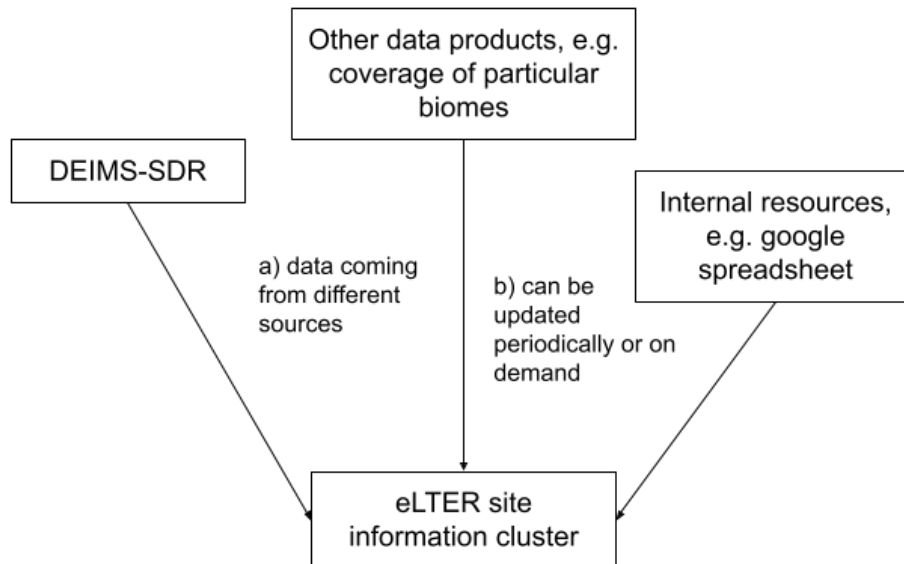 Other data products, e.g.
coverage of particular
biomes
DEIMS-SDR
Internal resources,
e.g. google
spreadsheet
a) data coming
from different
sources
b) can be
updated
periodically or on
demand
eLTER site
information cluster